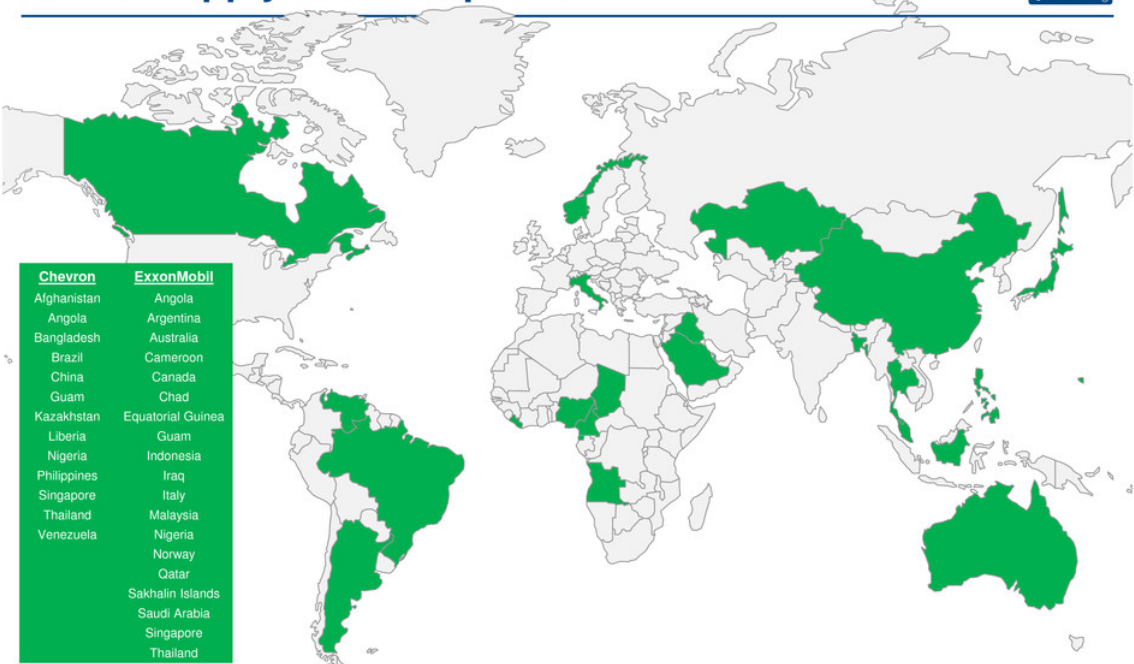 Chevron ExxonMobil
Afghanistan Angola
Angola Argentina
Bangladesh Australia
Brazil Cameroon
China Canada
Guam Chad
Kazakhstan Equatorial Guinea
Liberia Guam
Nigeria Indonesia
Philippines Iraq
Singapore Italy
Thailand Malaysia
Venezuela Nigeria
Norway
Qatar
Sakhalin Islands
Saudi Arabia
Singapore
Thailand